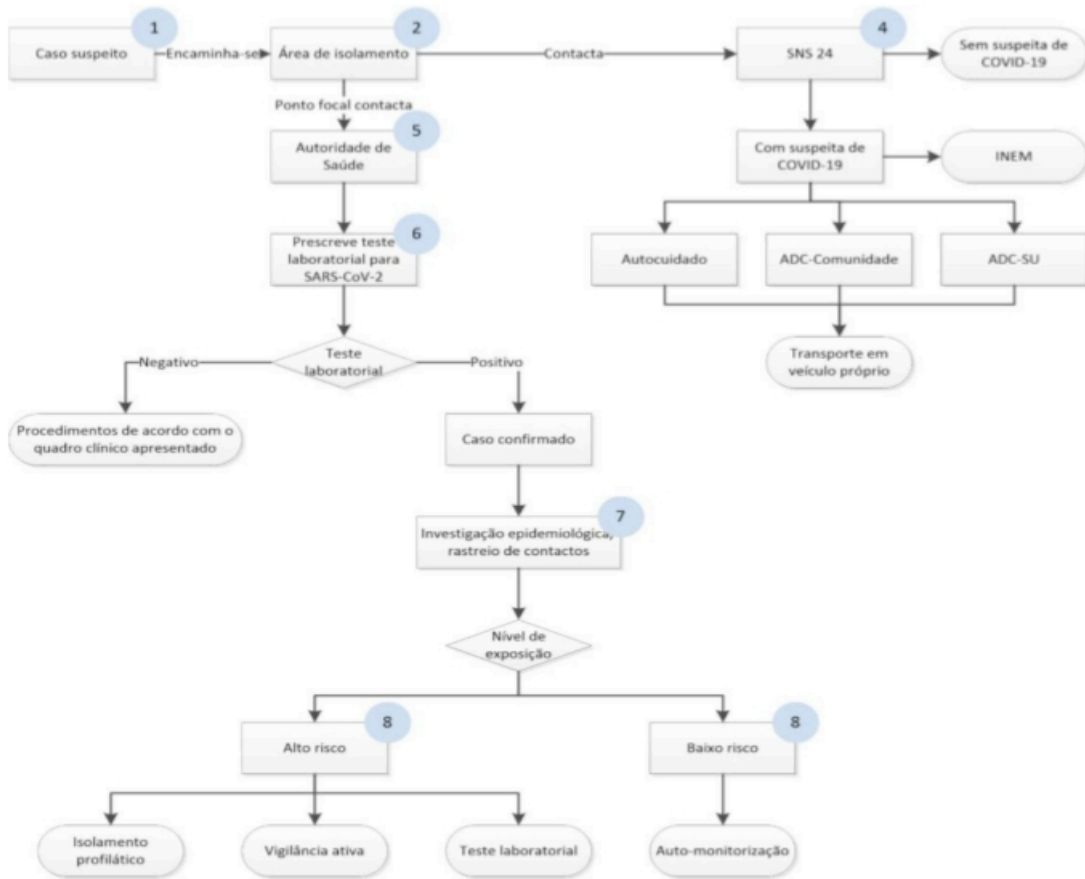 1
2
4
Caso suspeito
Encaminha-se
Área de isolamento
Contacta
SNS 24
Sem suspeita de
COVID-19
Ponto focal contacta
5
Autoridade de
Saúde
Com suspeita de
COVID-19
INEM
6
Prescreve teste
laboratorial para
SARS-CoV-2
Autocuidado
ADC-Comunidade
ADC-SU
Negativo
Teste
laboratorial
Positivo
Transporte em
veículo próprio
Procedimentos de acordo com o
quadro clínico apresentado
Caso confirmado
7
Investigação epidemiológica,
rastreio de contactos
Nível de
exposição
8
8
Alto risco
Baixo risco
Isolamento
profilático
Vigilância ativa
Teste laboratorial
Auto-monitorização